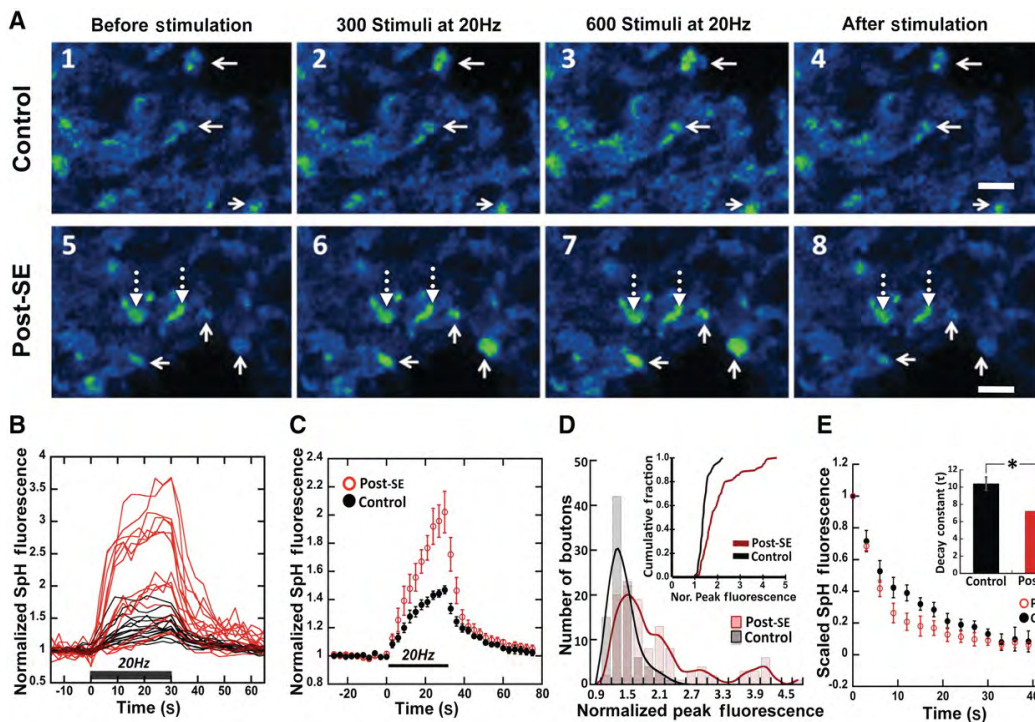 A
Before stimulation
300 Stimuli at 20Hz
600 Stimuli at 20Hz
After stimulation
Control
1
2
3
4
Post-SE
5
6
7
8
B
Normalized SpH fluorescence
4
3.5
3
2.5
2
1.5
1
0.5
20Hz
-10 0 10 20 30 40 50 60
Time (s)
C
Normalized SpH fluorescence
2.4
2.2
2
1.8
1.6
1.4
1.2
1
0.8
Post-SE
Control
20Hz
-20 0 20 40 60 80
Time (s)
D
Number of boutons
50
40
30
20
10
0
Cumulative fraction
1.0
0.8
0.6
0.4
0.2
0.0
Post-SE
Control
0 1 2 3 4 5
Nor. Peak fluorescence
Post-SE
Control
0.9 1.5 2.1 2.7 3.3 3.9 4.5
Normalized peak fluorescence
E
Scaled SpH fluorescence
1.2
1
0.8
0.6
0.4
0.2
0
-0.2
Decay constant (τ)
12
10
8
6
4
2
0
*
Control Pos
P
C
0 10 20 30 40
Time (s)